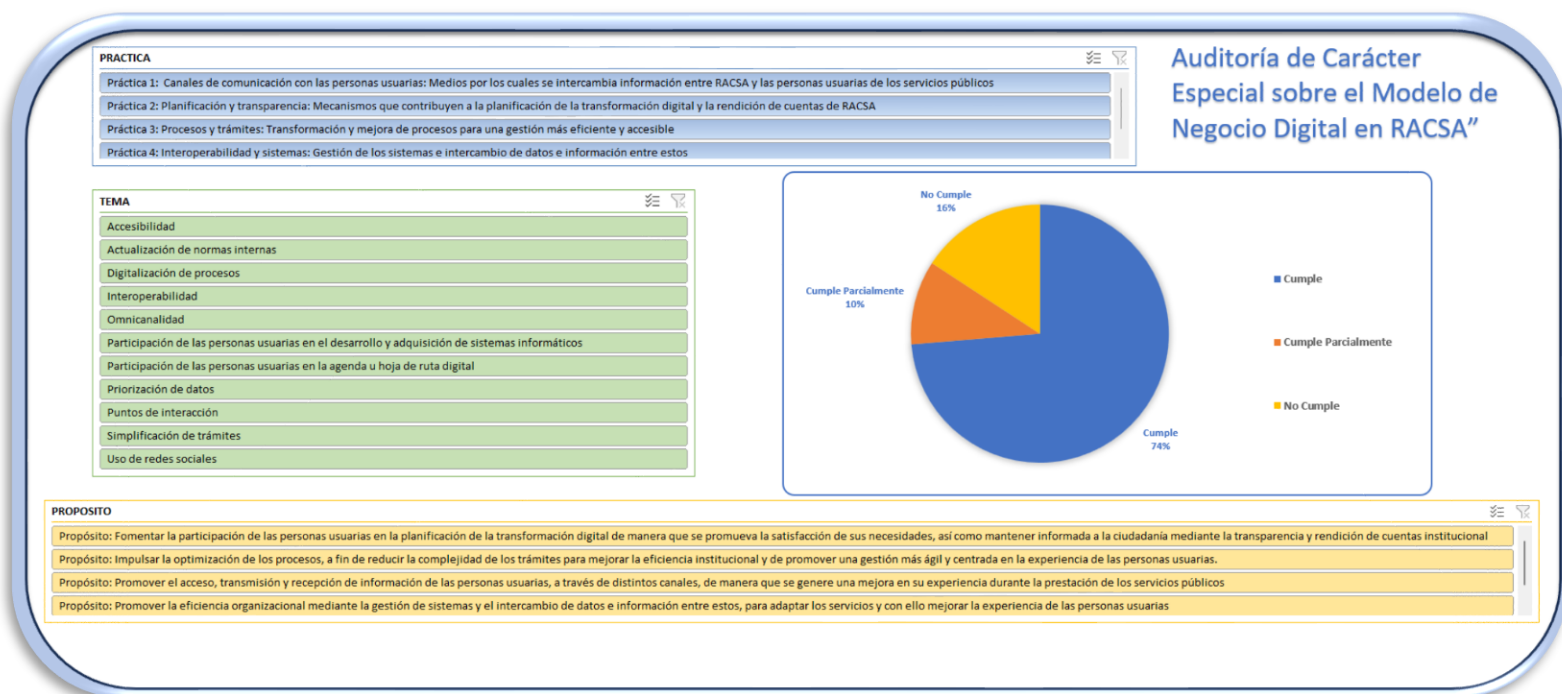 PRACTICA
Práctica 1: Canales de comunicación con las personas usuarias: Medios por los cuales se intercambia información entre RACSA y las personas usuarias de los servicios públicos
Práctica 2: Planificación y transparencia: Mecanismos que contribuyen a la planificación de la transformación digital y la rendición de cuentas de RACSA
Práctica 3: Procesos y trámites: Transformación y mejora de procesos para una gestión más eficiente y accesible
Práctica 4: Interoperabilidad y sistemas: Gestión de los sistemas e intercambio de datos e información entre estos
Auditoría de Carácter
Especial sobre el Modelo de
Negocio Digital en RACSA”
TEMA
Accesibilidad
Actualización de normas internas
Digitalización de procesos
Interoperabilidad
Omnicanalidad
Participación de las personas usuarias en el desarrollo y adquisición de sistemas informáticos
Participación de las personas usuarias en la agenda u hoja de ruta digital
Priorización de datos
Puntos de interacción
Simplificación de trámites
Uso de redes sociales
No Cumple
16%
Cumple Parcialmente
10%
Cumple
74%
Cumple
Cumple Parcialmente
No Cumple
PROPOSITO
Propósito: Fomentar la participación de las personas usuarias en la planificación de la transformación digital de manera que se promueva la satisfacción de sus necesidades, así como mantener informada a la ciudadanía mediante la transparencia y rendición de cuentas institucional
Propósito: Impulsar la optimización de los procesos, a fin de reducir la complejidad de los trámites para mejorar la eficiencia institucional y de promover una gestión más ágil y centrada en la experiencia de las personas usuarias.
Propósito: Promover el acceso, transmisión y recepción de información de las personas usuarias, a través de distintos canales, de manera que se genere una mejora en su experiencia durante la prestación de los servicios públicos
Propósito: Promover la eficiencia organizacional mediante la gestión de sistemas y el intercambio de datos e información entre estos, para adaptar los servicios y con ello mejorar la experiencia de las personas usuarias